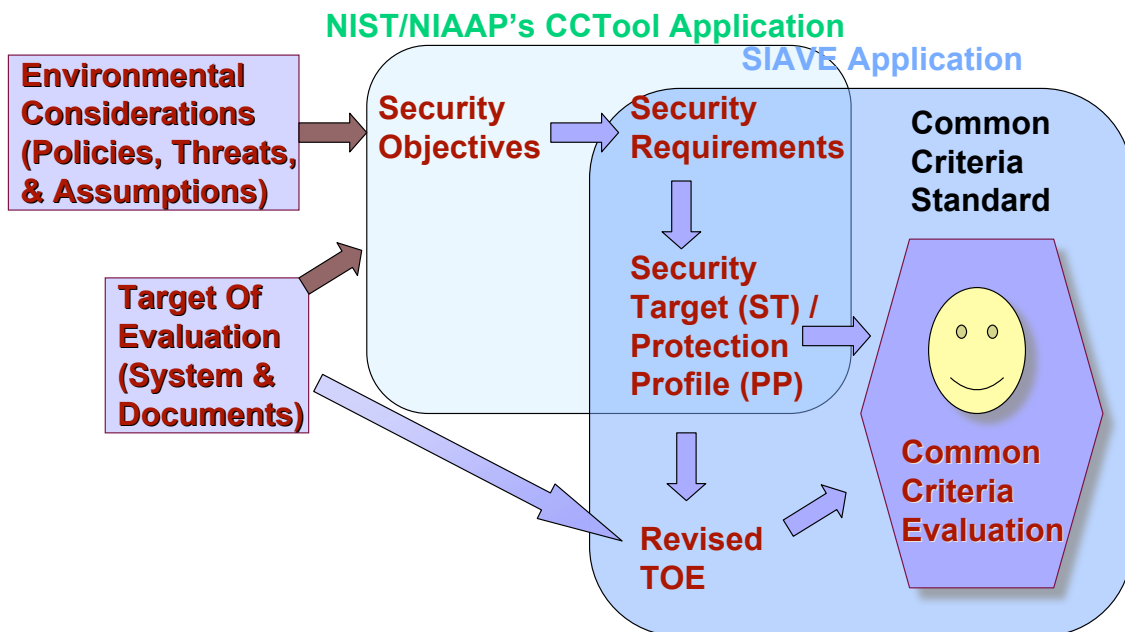 NIST/NIAAP's CCTool Application
SIAVE Application
Environmental
Considerations
(Policies, Threats,
& Assumptions)
Security
Objectives
Security
Requirements
Common
Criteria
Standard
Target Of
Evaluation
(System &
Documents)
Security
Target (ST) /
Protection
Profile (PP)
Common
Criteria
Evaluation
Revised
TOE